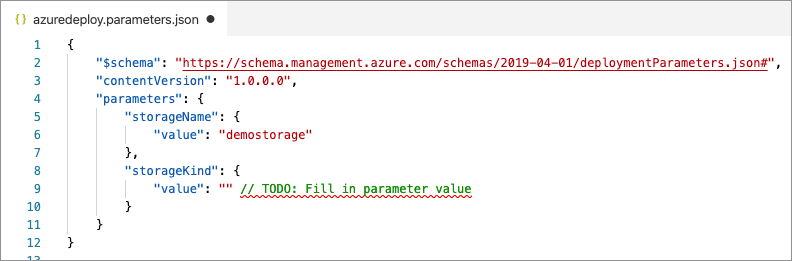 {} azuredeploy.parameters.json ●
1 {
2 "$schema": "https://schema.management.azure.com/schemas/2019-04-01/deploymentParameters.json#",
3 "contentVersion": "1.0.0.0",
4 "parameters": {
5 "storageName": {
6 "value": "demostorage"
7 },
8 "storageKind": {
9 "value": "" // TODO: Fill in parameter value
10 }
11 }
12 }
13